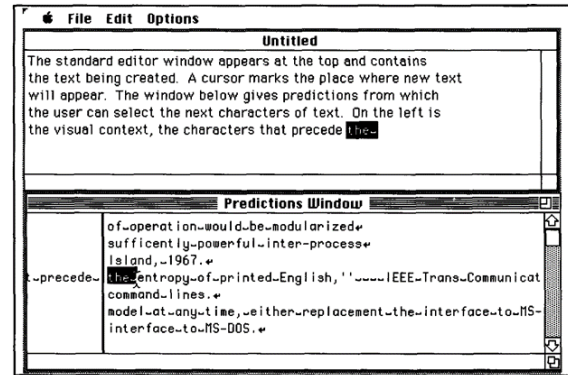 File Edit Options
Untitled
The standard editor window appears at the top and contains
the text being created. A cursor marks the place where new text
will appear. The window below gives predictions from which
the user can select the next characters of text. On the left is
the visual context, the characters that precede the⌣
Predictions Window
of⌣operation⌣would⌣be⌣modularized↵
sufficently⌣powerful⌣inter-process↵
Island,⌣1967.↵
t⌣precede⌣ the⌣entropy⌣of⌣printed⌣English,''⌣⌣⌣⌣IEEE⌣Trans⌣Communicat
command⌣lines.↵
model⌣at⌣any⌣time,⌣either⌣replacement⌣the⌣interface⌣to⌣MS-
interface⌣to⌣MS-DOS.↵